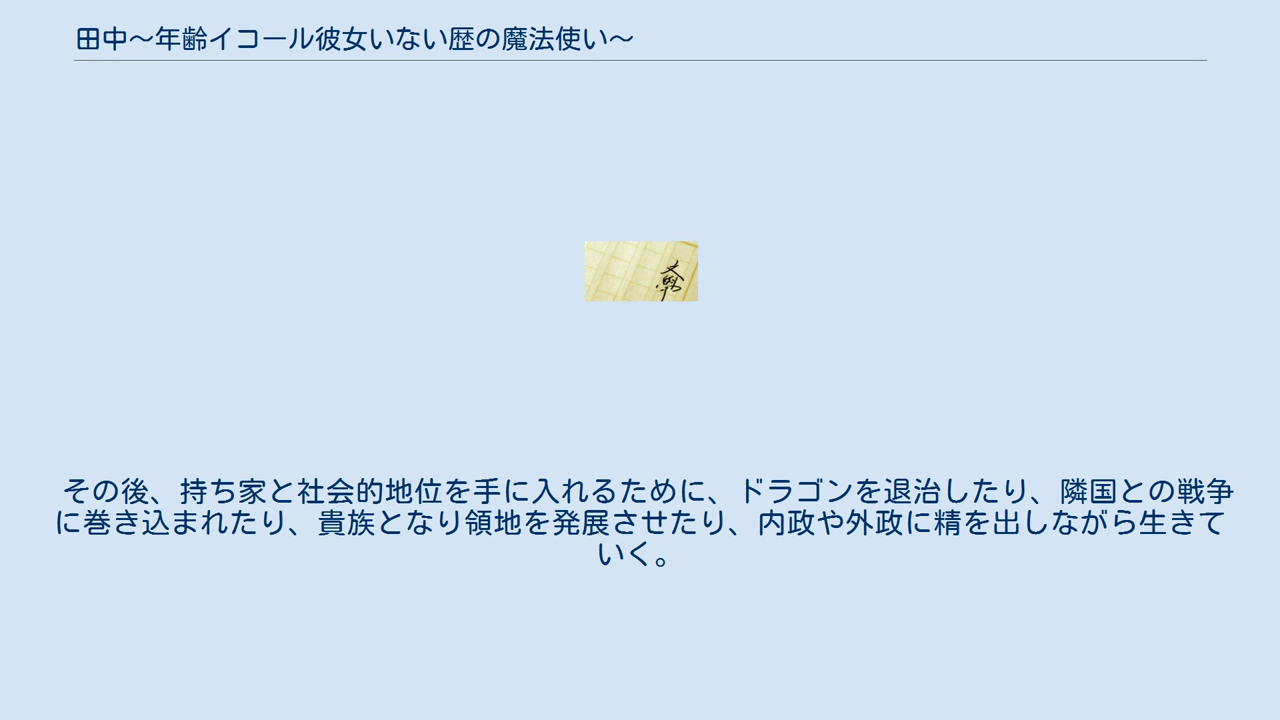 田中～年齢イコール彼女いない歴の魔法使い～
その後、持ち家と社会的地位を手に入れるために、ドラゴンを退治したり、隣国との戦争
に巻き込まれたり、貴族となり領地を発展させたり、内政や外政に精を出しながら生きて
いく。